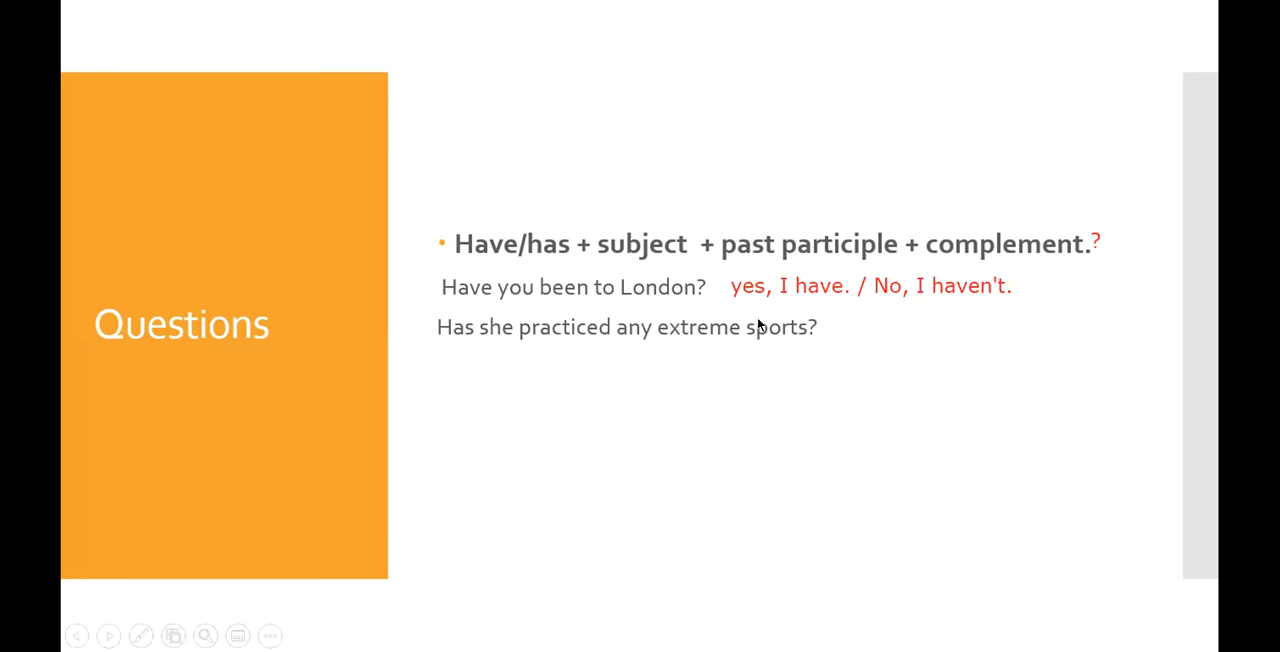 Questions
• Have/has + subject + past participle + complement.?
Have you been to London? yes, I have. / No, I haven't.
Has she practiced any extreme sports?